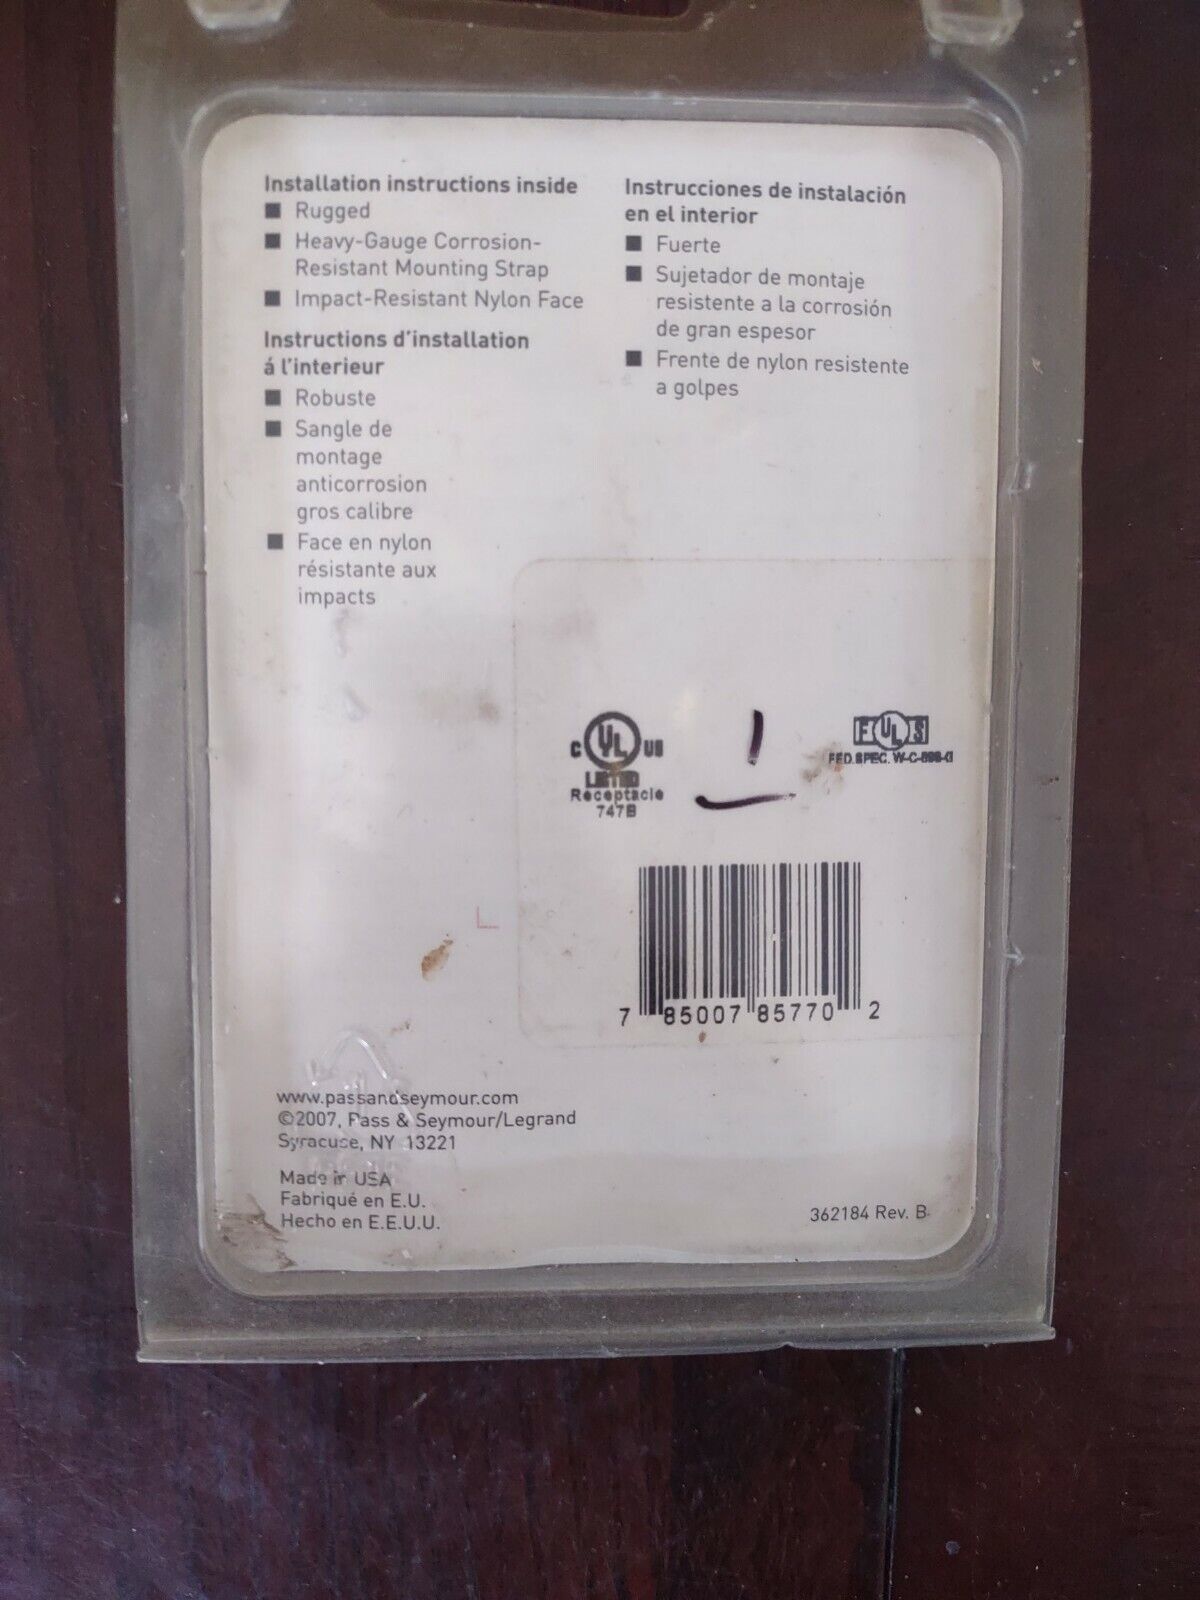 Installation instructions inside
■ Rugged
■ Heavy-Gauge Corrosion-
Resistant Mounting Strap
■ Impact-Resistant Nylon Face
Instructions d'installation
á l'interieur
■ Robuste
■ Sangle de
montage
anticorrosion
gros calibre
■ Face en nylon
résistante aux
impacts
Instrucciones de instalación
en el interior
■ Fuerte
■ Sujetador de montaje
resistente a la corrosión
de gran espesor
■ Frente de nylon resistente
a golpes
C UL US
LISTED
Receptacle
747B
1
F UL S
FED. SPEC.
7 85007 85770 2
www.passandseymour.com
©2007, Pass & Seymour/Legrand
Syracuse, NY 13221
Made in USA
Fabriqué en E.U.
Hecho en E.E.U.U.
362184 Rev. B